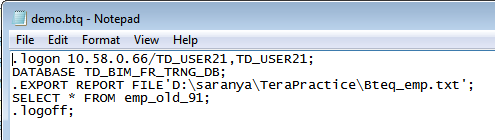 demo.btq - Notepad
File Edit Format View Help
.logon 10.58.0.66/TD_USER21,TD_USER21;
DATABASE TD_BIM_FR_TRNG_DB;
.EXPORT REPORT FILE'D:\saranya\TeraPractice\Bteq_emp.txt';
SELECT * FROM emp_old_91;
.logoff;